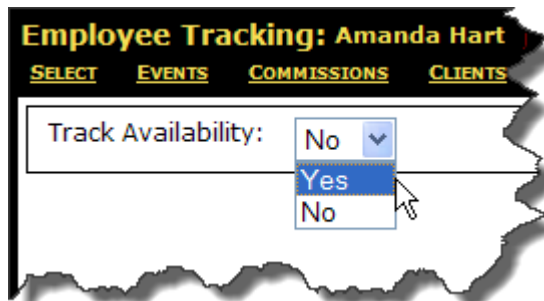 Employee Tracking: Amanda Hart
SELECT EVENTS COMMISSIONS CLIENTS
Track Availability: No
Yes
No